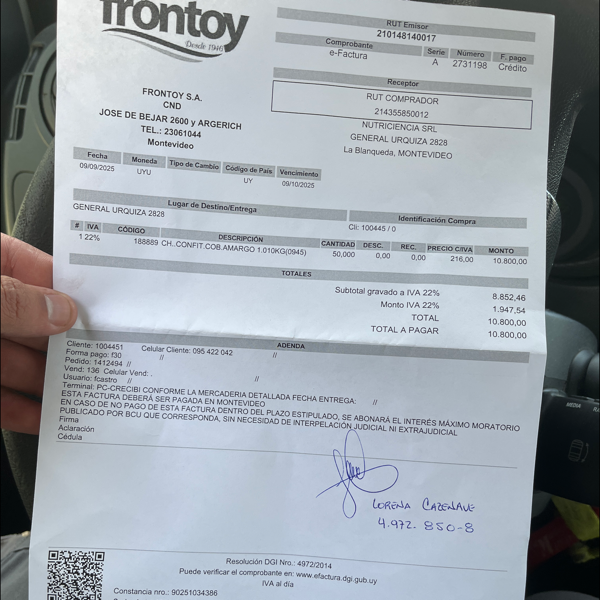 frontoy
Desde 1946
RUT Emisor
210148140017
Comprobante Serie Número F. pago
e-Factura A 2731198 Crédito
Receptor
RUT COMPRADOR
214355850012
NUTRICIENCIA SRL
GENERAL URQUIZA 2828
La Blanqueda, MONTEVIDEO
FRONTOY S.A.
CND
JOSE DE BEJAR 2600 y ARGERICH
TEL.: 23061044
Montevideo
Fecha Moneda Tipo de Cambio Código de País Vencimiento
09/09/2025 UYU UY 09/10/2025
Lugar de Destino/Entrega Identificación Compra
GENERAL URQUIZA 2828 Cli: 100445 / 0
# IVA CÓDIGO DESCRIPCIÓN CANTIDAD DESC. REC. PRECIO C/IVA MONTO
1 22% 188889 CH..CONFIT.COB.AMARGO 1.010KG(0945) 50,000 0,00 0,00 216,00 10.800,00
TOTALES
Subtotal gravado a IVA 22% 8.852,46
Monto IVA 22% 1.947,54
TOTAL 10.800,00
TOTAL A PAGAR 10.800,00
ADENDA
Cliente: 1004451 Celular Cliente: 095 422 042 //
Forma pago: f30 //
Pedido: 1412494 //
Vend: 136 Celular Vend: .
Usuario: fcastro // //
Terminal: PC-CRECIBI CONFORME LA MERCADERIA DETALLADA FECHA ENTREGA: //
ESTA FACTURA DEBERÁ SER PAGADA EN MONTEVIDEO
EN CASO DE NO PAGO DE ESTA FACTURA DENTRO DEL PLAZO ESTIPULADO, SE ABONARÁ EL INTERÉS MÁXIMO MORATORIO
PUBLICADO POR BCU QUE CORRESPONDA, SIN NECESIDAD DE INTERPELACIÓN JUDICIAL NI EXTRAJUDICIAL
Firma
Aclaración
Cédula
LORENA CAZENAVE
4.972.850-8
Resolución DGI Nro.: 4972/2014
Puede verificar el comprobante en: www.efactura.dgi.gub.uy
IVA al día
Constancia nro.: 90251034386
MEDIA